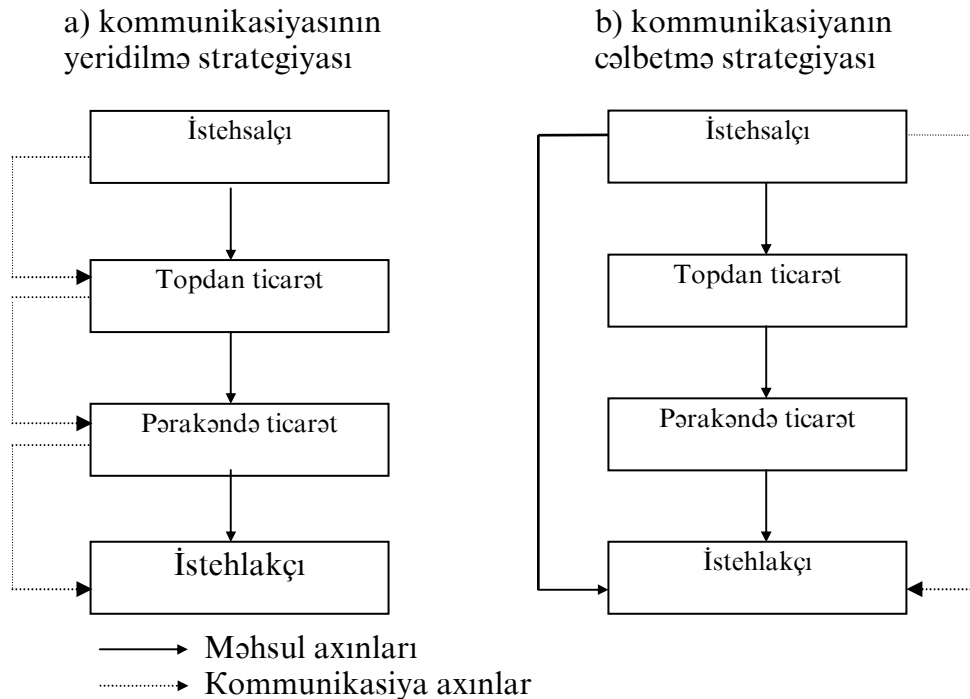 a) kommunikasiyasının
yeridilmə strategiyası
İstehsalçı
Topdan ticarət
Pərakəndə ticarət
İstehlakçı
b) kommunikasiyanın
cəlbetmə strategiyası
İstehsalçı
Topdan ticarət
Pərakəndə ticarət
İstehlakçı
Məhsul axınları
Kommunikasiya axınlar